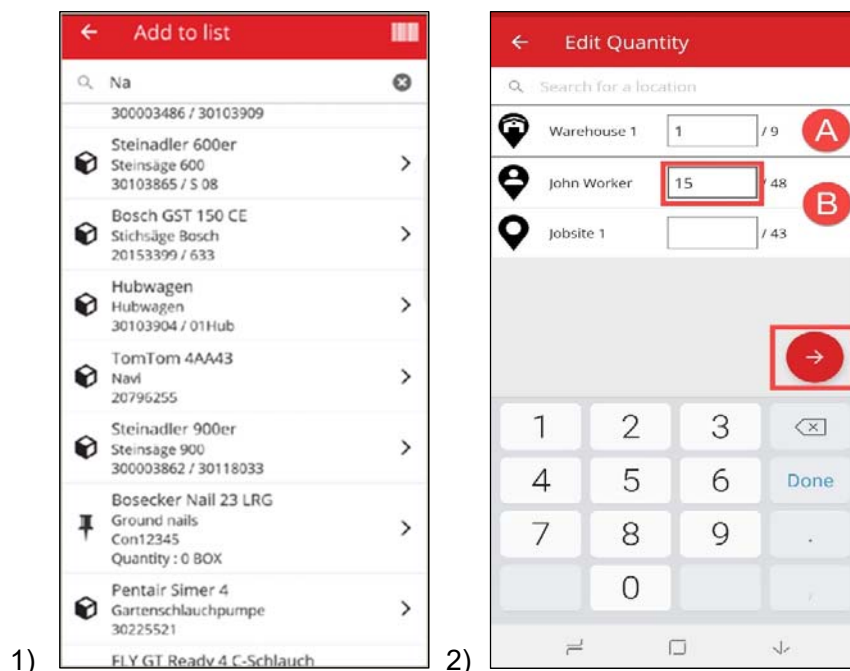 Add to list
Na
300003486 / 30103909
Steinadler 600er
Steinsäge 600
30103865 / S 08
Bosch GST 150 CE
Stichsäge Bosch
20153399 / 633
Hubwagen
Hubwagen
30103904 / 01Hub
TomTom 4AA43
Navi
20796255
Steinadler 900er
Steinsäge 900
300003862 / 30118033
Bosecker Nail 23 LRG
Ground nails
Con12345
Quantity : 0 BOX
Pentair Simer 4
Gartenschlauchpumpe
30225521
FLY GT Ready 4 C-Schlauch
1)
Edit Quantity
Search for a location
Warehouse 1 1 / 9 A
John Worker 15 / 48
B
Jobsite 1 / 43
1 2 3
4 5 6 Done
7 8 9 .
0 ,
2)